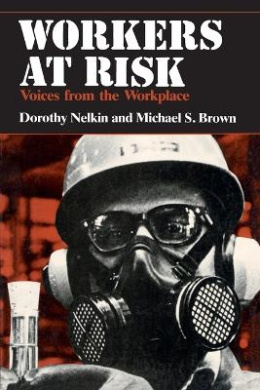 WORKERS
AT RISK
Voices from the Workplace
Dorothy Nelkin and Michael S. Brown